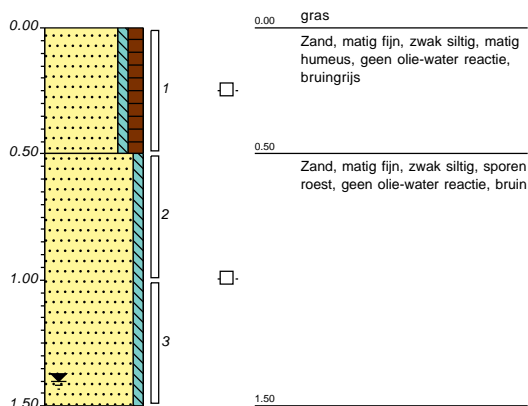 0.00
0.00
gras
Zand, matig fijn, zwak siltig, matig
humeus, geen olie-water reactie,
bruingrijs
1
0.50
0.50
Zand, matig fijn, zwak siltig, sporen
roest, geen olie-water reactie, bruin
2
1.00
3
1.50
1.50